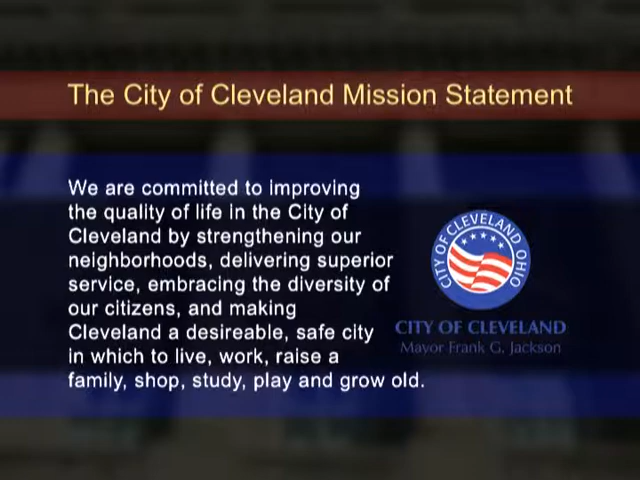 The City of Cleveland Mission Statement
We are committed to improving
the quality of life in the City of
Cleveland by strengthening our
neighborhoods, delivering superior
service, embracing the diversity of
our citizens, and making
Cleveland a desireable, safe city
in which to live, work, raise a
family, shop, study, play and grow old.
CITY OF CLEVELAND, OHIO
CITY OF CLEVELAND
Mayor Frank G. Jackson